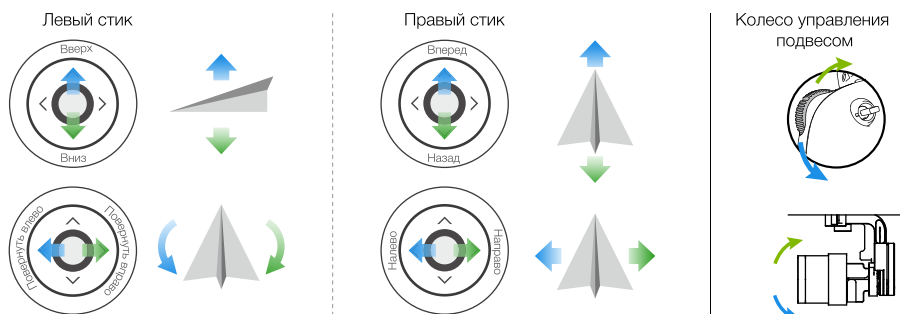 Левый стик
Вверх
Вниз
Повернуть влево
Повернуть вправо
Правый стик
Вперед
Назад
Налево
Направо
Колесо управления
подвесом